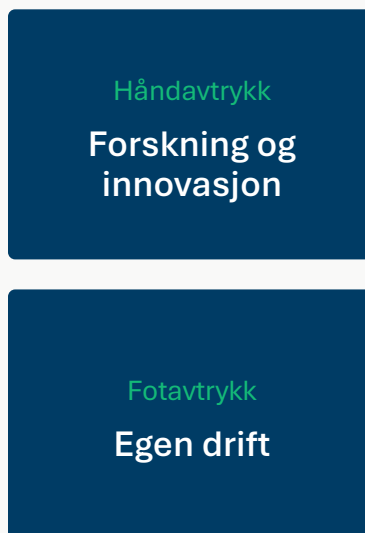 Håndavtrykk
Forskning og
innovasjon
Fotavtrykk
Egen drift